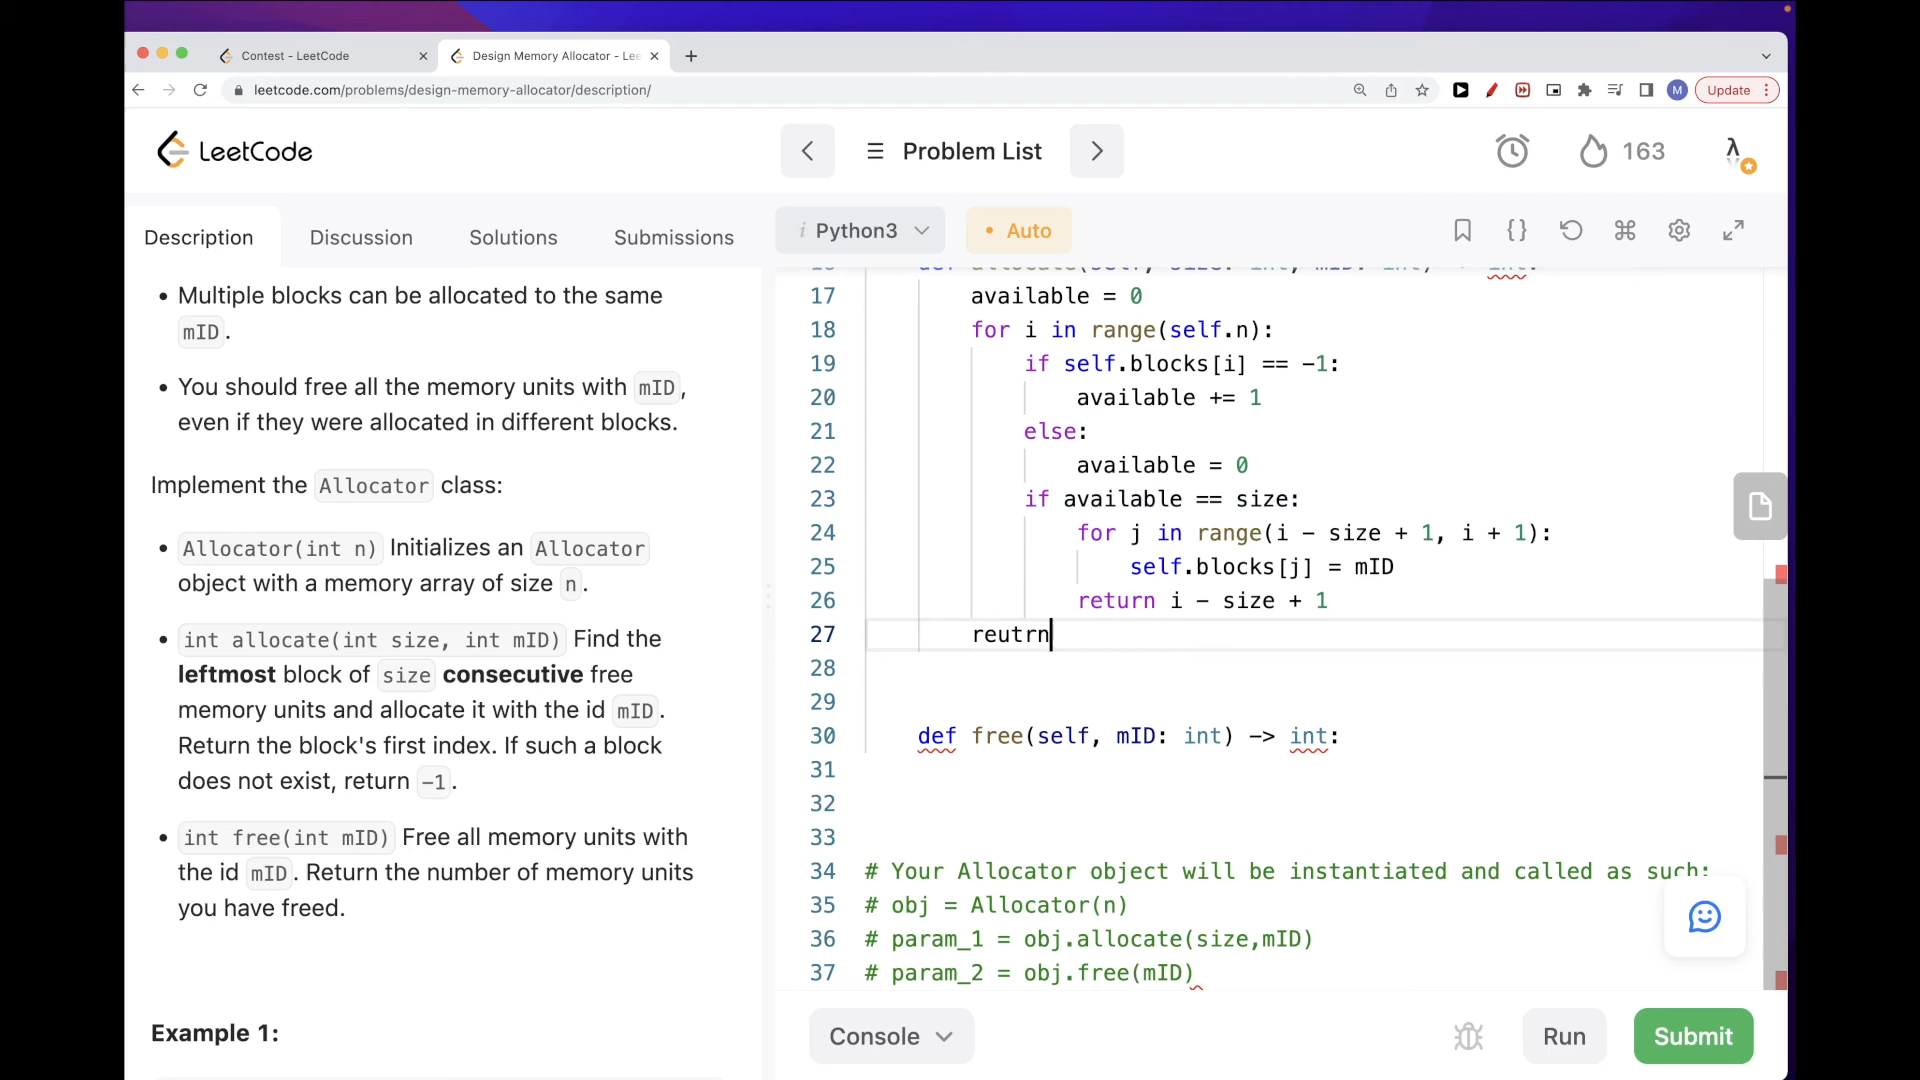 Contest - LeetCode
Design Memory Allocator - Lee
leetcode.com/problems/design-memory-allocator/description/
M
Update
LeetCode
Problem List
163
Description
Discussion
Solutions
Submissions
i Python3
• Auto
• Multiple blocks can be allocated to the same
mID .
• You should free all the memory units with mID ,
even if they were allocated in different blocks.
Implement the Allocator class:
• Allocator(int n) Initializes an Allocator
object with a memory array of size n .
• int allocate(int size, int mID) Find the
leftmost block of size consecutive free
memory units and allocate it with the id mID .
Return the block's first index. If such a block
does not exist, return -1 .
• int free(int mID) Free all memory units with
the id mID . Return the number of memory units
you have freed.
Example 1:
17 available = 0
18 for i in range(self.n):
19 if self.blocks[i] == -1:
20 available += 1
21 else:
22 available = 0
23 if available == size:
24 for j in range(i - size + 1, i + 1):
25 self.blocks[j] = mID
26 return i - size + 1
27 reutrn
28
29
30 def free(self, mID: int) -> int:
31
32
33
34 # Your Allocator object will be instantiated and called as such:
35 # obj = Allocator(n)
36 # param_1 = obj.allocate(size,mID)
37 # param_2 = obj.free(mID)
Console
Run
Submit